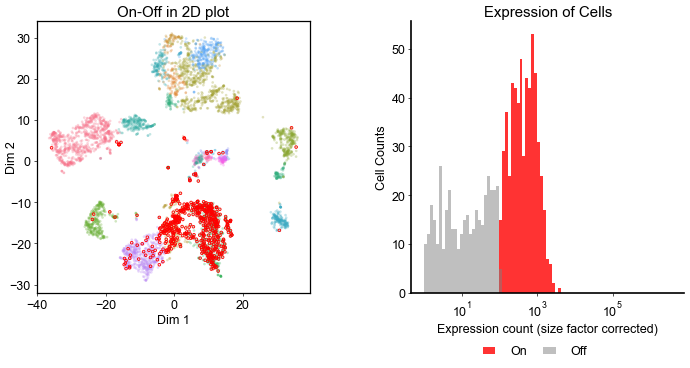 On-Off in 2D plot
Expression of Cells
30
20
10
0
−10
−20
−30
Dim 2
−40
−20
0
20
Dim 1
50
40
30
20
10
0
Cell Counts
10^1
10^3
10^5
Expression count (size factor corrected)
On
Off